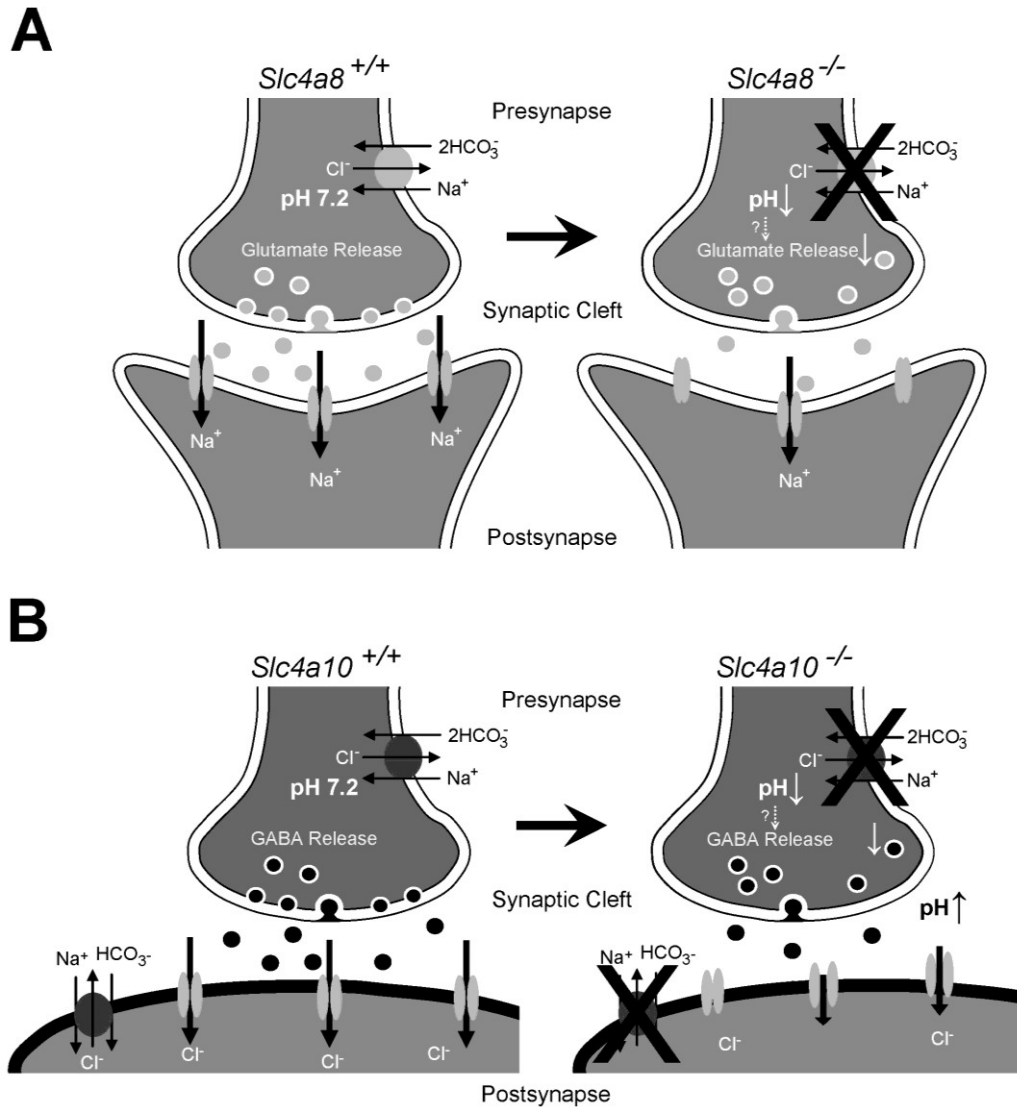 A
Slc4a8 +/+
Slc4a8 -/-
Presynapse
2HCO₃⁻
Cl⁻
Na⁺
pH 7.2
Glutamate Release
2HCO₃⁻
Cl⁻
Na⁺
pH↓
?
Glutamate Release↓
Synaptic Cleft
Na⁺
Na⁺
Na⁺
Na⁺
Postsynapse
B
Slc4a10 +/+
Slc4a10 -/-
Presynapse
2HCO₃⁻
Cl⁻
Na⁺
pH 7.2
GABA Release
2HCO₃⁻
Cl⁻
Na⁺
pH↓
?
GABA Release↓
Synaptic Cleft
pH↑
Na⁺ HCO₃-
Cl⁻
Cl⁻
Cl⁻
Cl⁻
Na⁺ HCO₃-
Cl⁻
Cl⁻
Cl⁻
Postsynapse